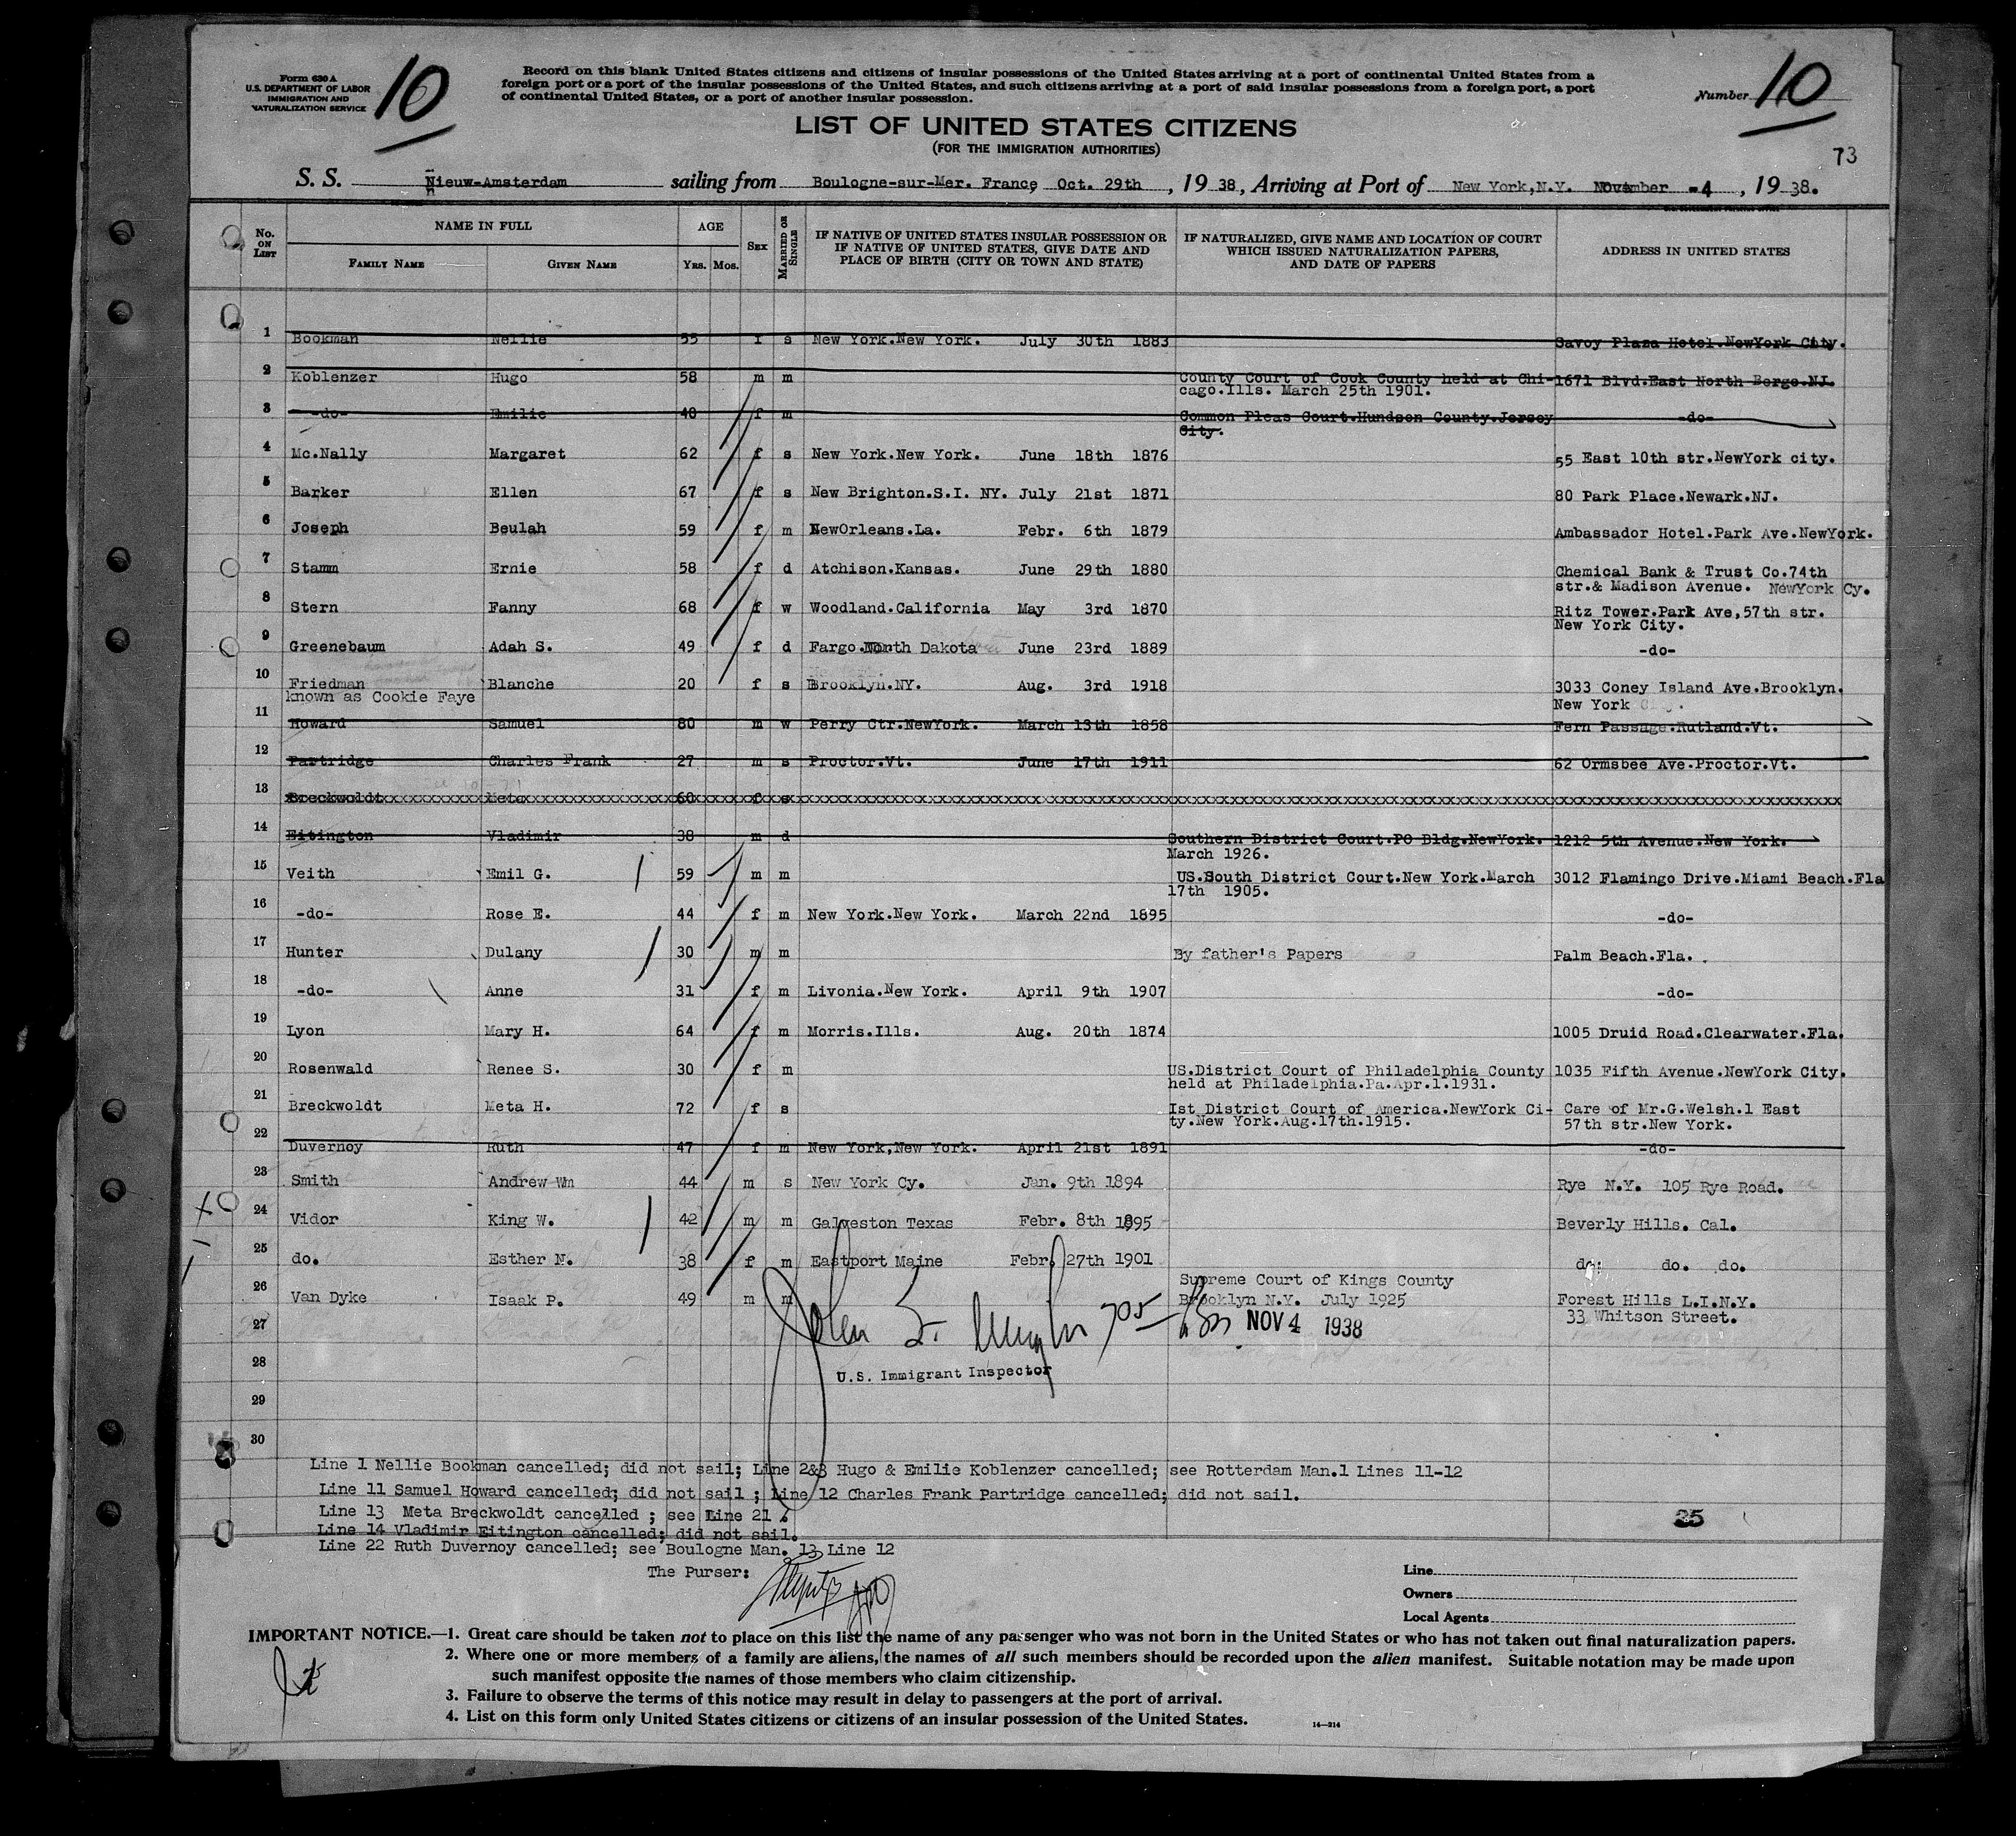 Form 630 A
U.S. DEPARTMENT OF LABOR
IMMIGRATION AND
NATURALIZATION SERVICE
10
Record on this blank United States citizens and citizens of insular possessions of the United States arriving at a port of continental United States from a
foreign port or a port of the insular possessions of the United States, and such citizens arriving at a port of said insular possessions from a foreign port, a port
of continental United States, or a port of another insular possession.
Number 10
LIST OF UNITED STATES CITIZENS
(FOR THE IMMIGRATION AUTHORITIES)
73
S. S. Nieuw-Amsterdam sailing from Boulogne-sur-Mer. France Oct. 29th, 1938, Arriving at Port of New York,N.Y. November -4, 1938.
No. ON LIST NAME IN FULL FAMILY NAME GIVEN NAME AGE YRS. MOS. SEX MARRIED OR SINGLE
IF NATIVE OF UNITED STATES INSULAR POSSESSION OR
IF NATIVE OF UNITED STATES, GIVE DATE AND
PLACE OF BIRTH (CITY OR TOWN AND STATE)
IF NATURALIZED, GIVE NAME AND LOCATION OF COURT
WHICH ISSUED NATURALIZATION PAPERS,
AND DATE OF PAPERS
ADDRESS IN UNITED STATES
1 Bookman Nellie 55 f s New York.New York. July 30th 1883 Savoy Plaza Hotel.NewYork City.
2 Koblenzer Hugo 58 m m County Court of Cook County held at Chi- 1671 Blvd.East North Berge.NJ.
cago.Ills. March 25th 1901.
3 -do- Emilie 40 f m Common Pleas Court.Hundson County.Jersey -do-
City.
4 Mc.Nally Margaret 62 f s New York.New York. June 18th 1876 55 East 10th str.NewYork city.
5 Barker Ellen 67 f s New Brighton.S.I. NY. July 21st 1871 80 Park Place.Newark.NJ.
6 Joseph Beulah 59 f m NewOrleans.La. Febr. 6th 1879 Ambassador Hotel.Park Ave.NewYork.
7 Stamm Ernie 58 f d Atchison.Kansas. June 29th 1880 Chemical Bank & Trust Co.74th
str.& Madison Avenue. NewYork Cy.
8 Stern Fanny 68 f w Woodland.California May 3rd 1870 Ritz Tower.Park Ave,57th str.
New York City.
9 Greenebaum Adah S. 49 f d Fargo.North Dakota June 23rd 1889 -do-
10 Friedman Blanche 20 f s Brooklyn.NY. Aug. 3rd 1918 3033 Coney Island Ave.Brooklyn.
known as Cookie Faye New York
11 Howard Samuel 80 m w Perry Ctr.NewYork. March 13th 1858 Fern Passage.Rutland.Vt.
12 Partridge Charles Frank 27 m s Proctor.Vt. June 17th 1911 62 Ormsbee Ave.Proctor.Vt.
13 Breckwoldt Meta 60 f s
14 Eitington Vladimir 38 m d Southern District Court.PO Bldg.NewYork. 1212 5th Avenue.New York.
March 1926.
15 Veith Emil G. 59 m m US.South District Court.New York.March 3012 Flamingo Drive.Miami Beach.Fla
17th 1905.
16 -do- Rose E. 44 f m New York.New York. March 22nd 1895 -do-
17 Hunter Dulany 30 m m By father's Papers Palm Beach.Fla.
18 -do- Anne 31 f m Livonia.New York. April 9th 1907 -do-
19 Lyon Mary H. 64 f m Morris.Ills. Aug. 20th 1874 1005 Druid Road.Clearwater.Fla.
20 Rosenwald Renee S. 30 f m US.District Court of Philadelphia County 1035 Fifth Avenue.NewYork City.
held at Philadelphia.Pa.Apr.1.1931.
21 Breckwoldt Meta H. 72 f s Ist District Court of America.NewYork Ci- Care of Mr.G.Welsh.1 East
ty.New York.Aug.17th.1915. 57th str.New York.
22 Duvernoy Ruth 47 f m New York,New York. April 21st 1891 -do-
23 Smith Andrew Wm 44 m s New York Cy. Jan. 9th 1894 Rye N.Y. 105 Rye Road.
24 Vidor King W. 42 m m Galveston Texas Febr. 8th 1895 Beverly Hills. Cal.
25 do. Esther N. 38 f m Eastport Maine Febr. 27th 1901 do. do. do.
26 Van Dyke Isaak P. 49 m m Supreme Court of Kings County
Brooklyn N.Y. July 1925 Forest Hills L.I.N.Y.
33 Whitson Street.
27 John NOV 4 1938
28 U.S. Immigrant Inspector
29
30
Line 1 Nellie Bookman cancelled; did not sail; Line 2&3 Hugo & Emilie Koblenzer cancelled; see Rotterdam Man.1 Lines 11-12
Line 11 Samuel Howard cancelled; did not sail ; Line 12 Charles Frank Partridge cancelled; did not sail.
Line 13 Meta Breckwoldt cancelled ; see Line 21 .
Line 14 Vladimir Eitington cancelled; did not sail.
Line 22 Ruth Duvernoy cancelled; see Boulogne Man. 13 Line 12
The Purser:
Line
Owners
Local Agents
IMPORTANT NOTICE.—1. Great care should be taken not to place on this list the name of any passenger who was not born in the United States or who has not taken out final naturalization papers.
2. Where one or more members of a family are aliens, the names of all such members should be recorded upon the alien manifest. Suitable notation may be made upon
such manifest opposite the names of those members who claim citizenship.
3. Failure to observe the terms of this notice may result in delay to passengers at the port of arrival.
4. List on this form only United States citizens or citizens of an insular possession of the United States.
14—214